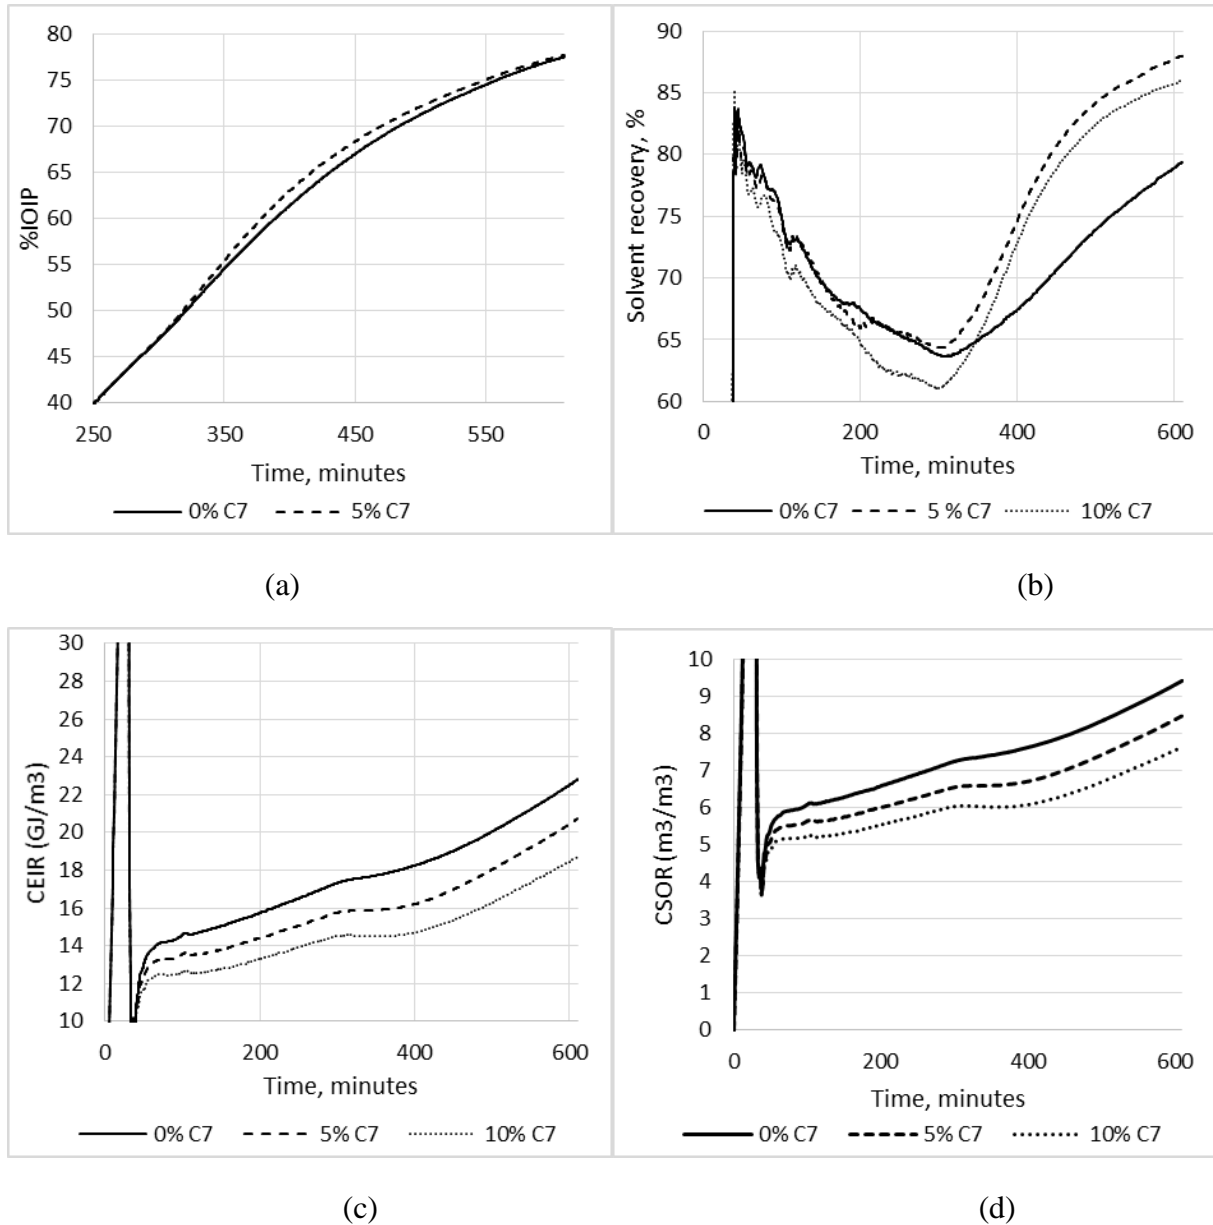 80
75
70
65
60
55
50
45
40
%IOIP
250 350 450 550
Time, minutes
0% C7 5% C7
(a)
90
85
80
75
70
65
60
Solvent recovery, %
0 200 400 600
Time, minutes
0% C7 5 % C7 10% C7
(b)
30
28
26
24
22
20
18
16
14
12
10
CEIR (GJ/m3)
0 200 400 600
Time, minutes
0% C7 5% C7 10% C7
(c)
10
9
8
7
6
5
4
3
2
1
0
CSOR (m3/m3)
0 200 400 600
Time, minutes
0% C7 5% C7 10% C7
(d)